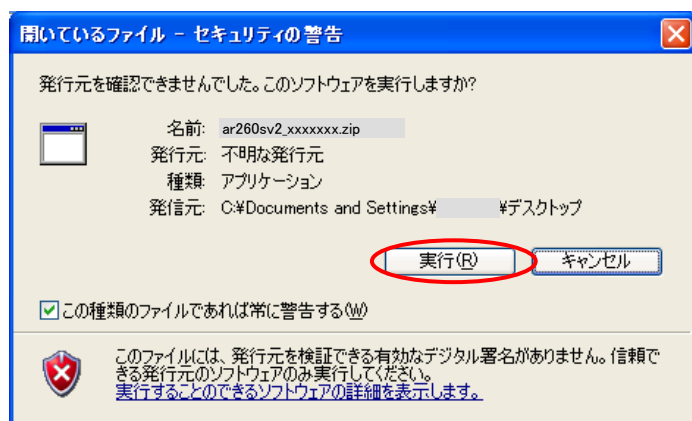 開いているファイル - セキュリティの警告
発行元を確認できませんでした。このソフトウェアを実行しますか?
名前: ar260sv2_xxxxxxx.zip
発行元: 不明な発行元
種類: アプリケーション
発信元: C:¥Documents and Settings¥ ¥デスクトップ
実行(R) キャンセル
この種類のファイルであれば常に警告する(W)
このファイルには、発行元を検証できる有効なデジタル署名がありません。信頼で
きる発行元のソフトウェアのみ実行してください。
実行することのできるソフトウェアの詳細を表示します。